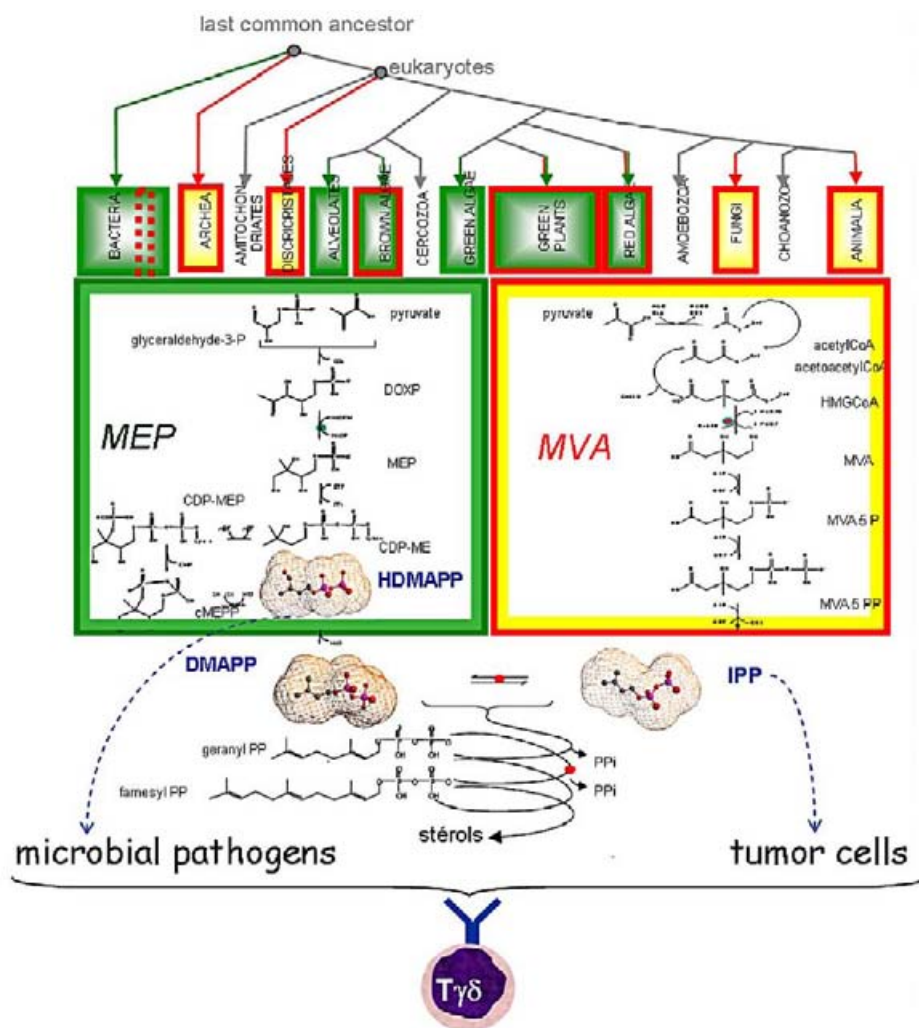 last common ancestor
eukaryotes
BACTERIA
ARCHEA
AMITOCHON
DRIATES
DISCRICRISTALES
ALVEOLATES
BROWN ALGAE
CERCOZOA
GREEN ALGAE
GREEN
PLANTS
RED ALGAE
AMOEBOZOA
FUNGI
CHOANOZOA
ANIMALIA
pyruvate
glyceraldehyde-3-P
DOXP
MEP
MEP
CDP-MEP
CDP-ME
HDMAPP
cMEPP
pyruvate
acetylCoA
acetoacetylCoA
HMGCoA
MVA
MVA
MVA 5 P
MVA 5 PP
DMAPP
IPP
geranyl PP
farnesyl PP
PPi
PPi
stérols
microbial pathogens
tumor cells
Tγδ